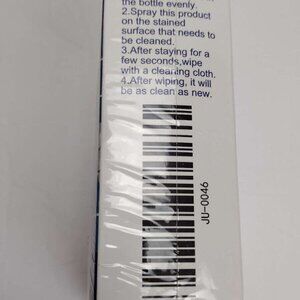 the bottle evenly.
2.Spray this product
on the stained
surface that needs to
be cleaned.
3.After staying for a
few seconds,wipe
with a cleaning cloth.
4.After wiping, it will
be as clean as new.
JU-0046